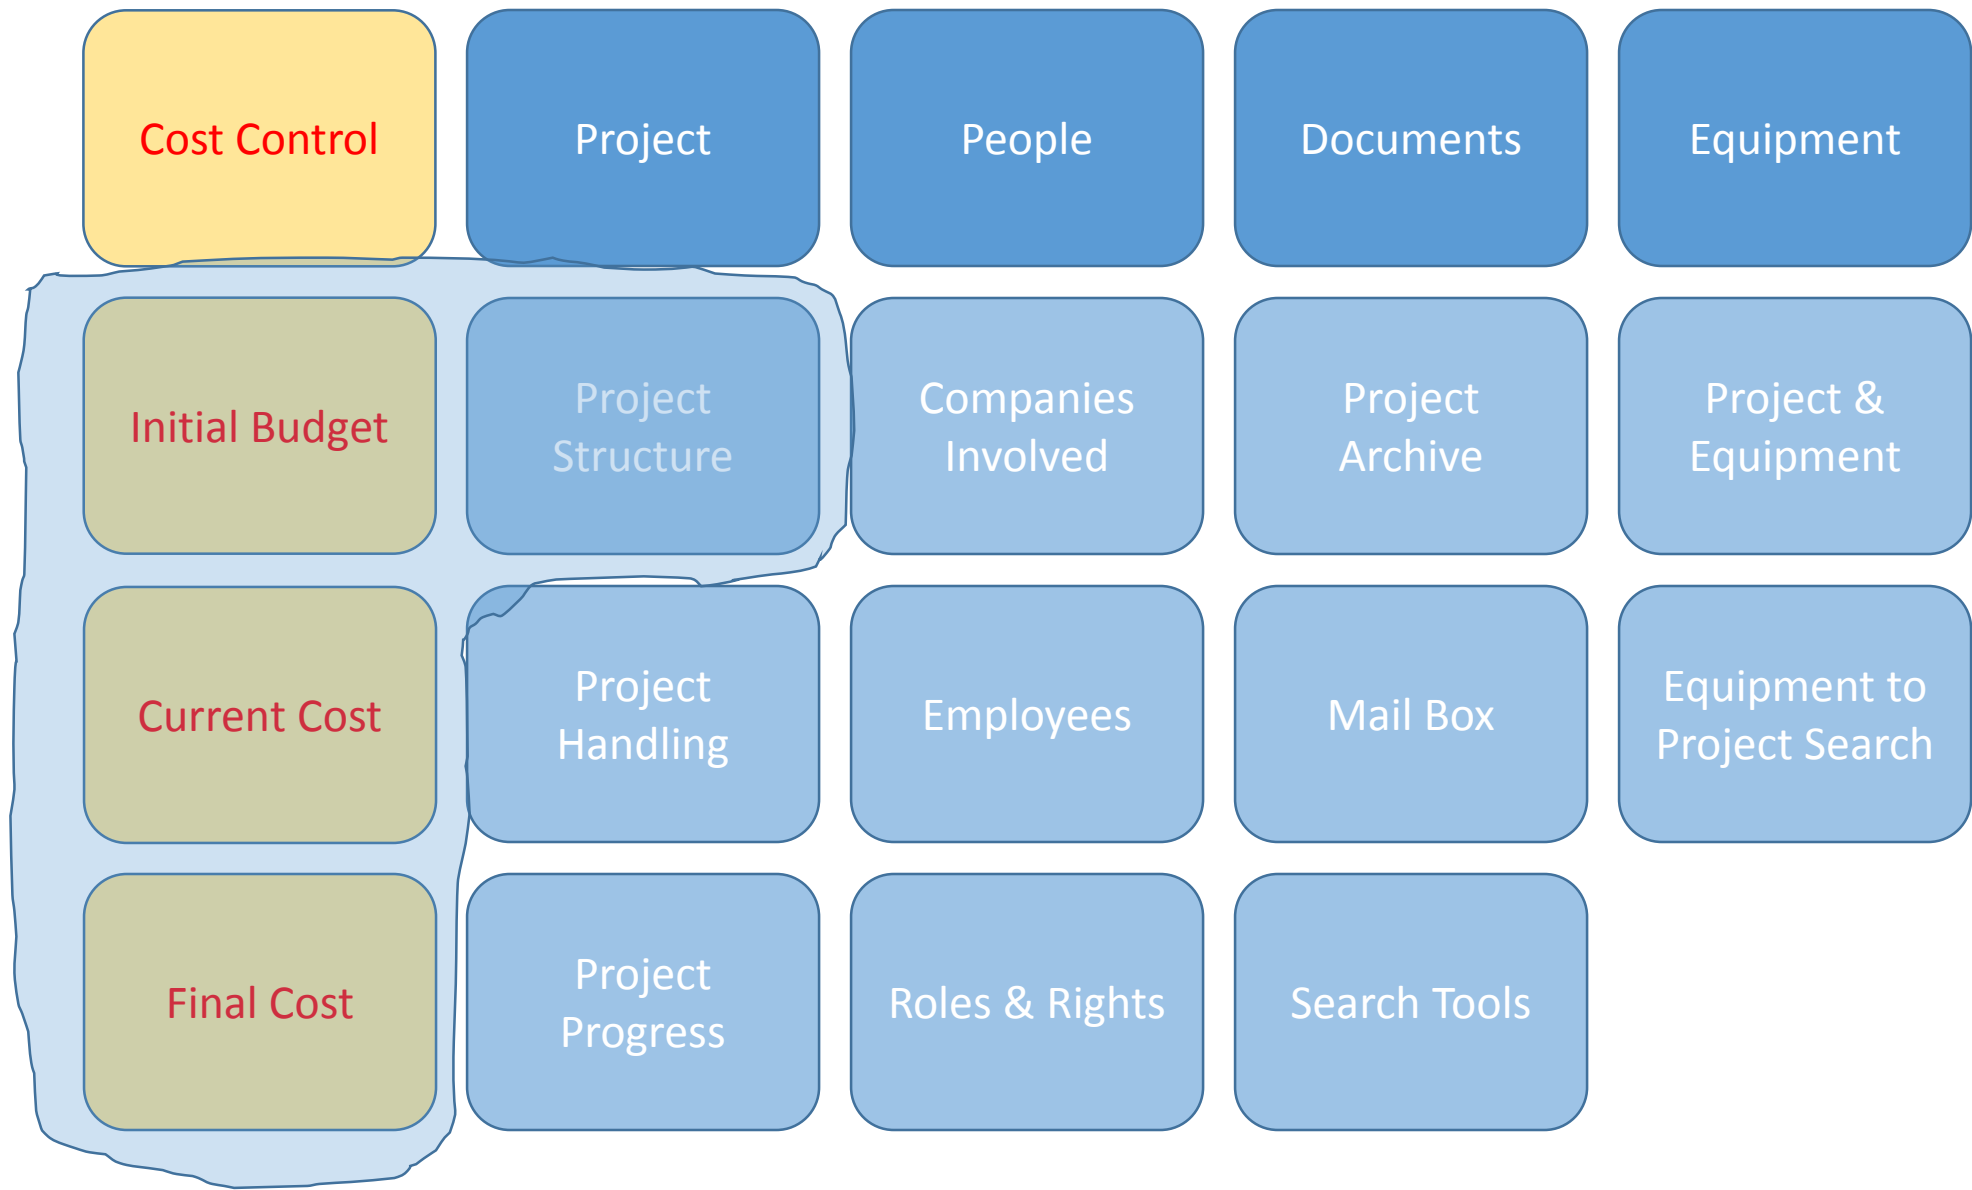 Cost Control
Project
People
Documents
Equipment
Initial Budget
Project
Structure
Companies
Involved
Project
Archive
Project &
Equipment
Current Cost
Project
Handling
Employees
Mail Box
Equipment to
Project Search
Final Cost
Project
Progress
Roles & Rights
Search Tools